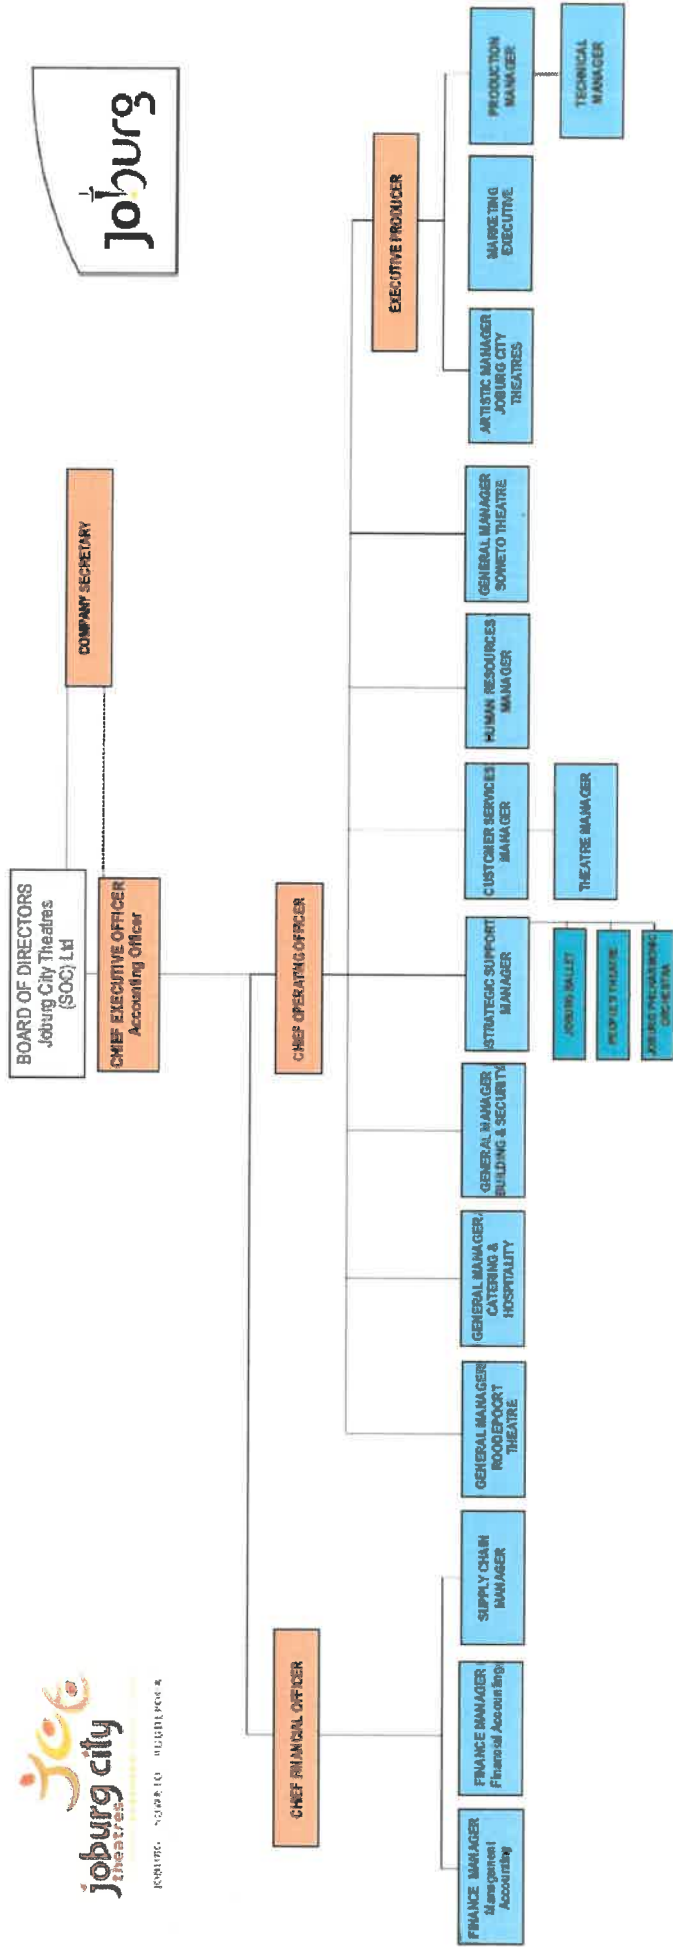 joburg city
theatres
Joburg
BOARD OF DIRECTORS
Joburg City Theatres
(SOC) Ltd
COMPANY SECRETARY
CHIEF EXECUTIVE OFFICER
Accounting Officer
CHIEF FINANCIAL OFFICER
CHIEF OPERATING OFFICER
EXECUTIVE PRODUCER
FINANCE MANAGER
Management
Accounting
FINANCE MANAGER
Financial Accounting
SUPPLY CHAIN
MANAGER
GENERAL MANAGER
ROODEPOORT
THEATRE
GENERAL MANAGER
CATERING &
HOSPITALITY
GENERAL MANAGER
BUILDING & SECURITY
STRATEGIC SUPPORT
MANAGER
CUSTOMER SERVICES
MANAGER
HUMAN RESOURCES
MANAGER
GENERAL MANAGER
SOWETO THEATRE
ARTISTIC MANAGER
JOBURG CITY
THEATRES
MARKETING
EXECUTIVE
PRODUCTION
MANAGER
JOBURG BALLET
PEOPLE'S THEATRE
JOBURG PHILHARMONIC
ORCHESTRA
THEATRE MANAGER
TECHNICAL
MANAGER